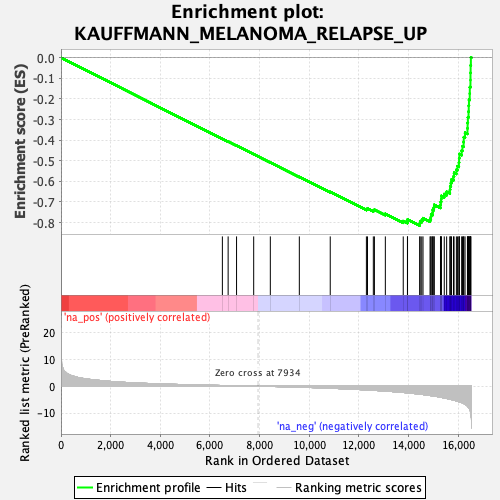 Enrichment plot:
KAUFFMANN_MELANOMA_RELAPSE_UP
Enrichment score (ES)
0.0
-0.1
-0.2
-0.3
-0.4
-0.5
-0.6
-0.7
-0.8
'na_pos' (positively correlated)
Ranked list metric (PreRanked)
20
10
0
-10
Zero cross at 7934
'na_neg' (negatively correlated)
0
2,000
4,000
6,000
8,000
10,000
12,000
14,000
16,000
Rank in Ordered Dataset
Enrichment profile
Hits
Ranking metric scores